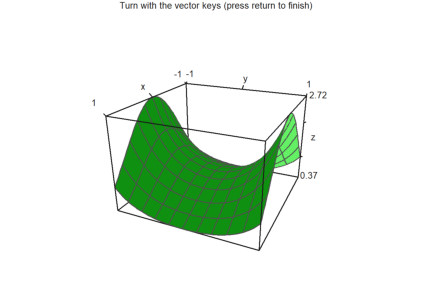 Turn with the vector keys (press return to finish)
-1 -1
y
x
1
2.72
1
z
0.37